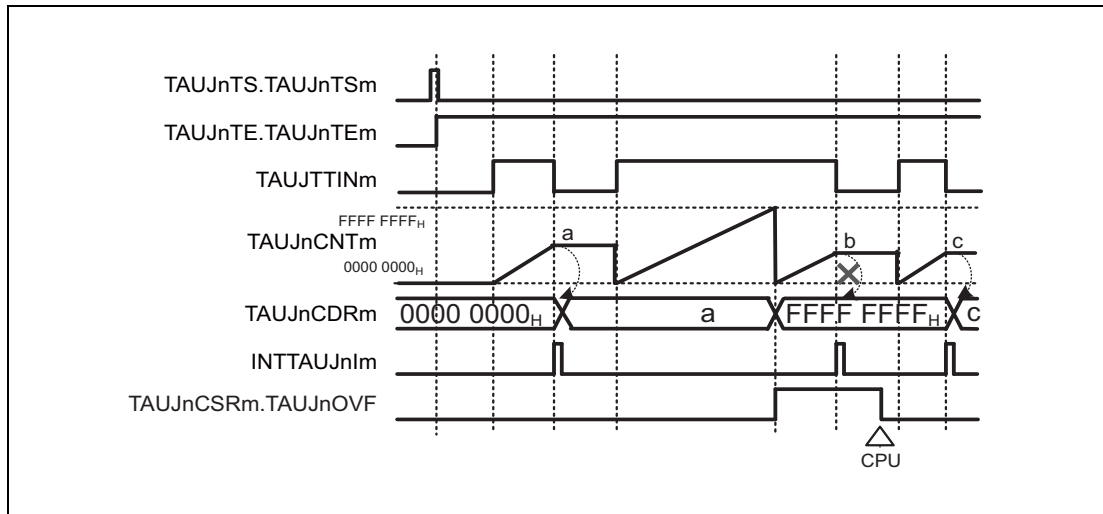 TAUJnTS.TAUJnTSm
TAUJnTE.TAUJnTEm
TAUJTTINm
FFFF FFFFH
TAUJnCNTm
0000 0000H
a
b
c
TAUJnCDRm
0000 0000H
a
FFFF FFFFH
c
INTTAUJnIm
TAUJnCSRm.TAUJnOVF
CPU